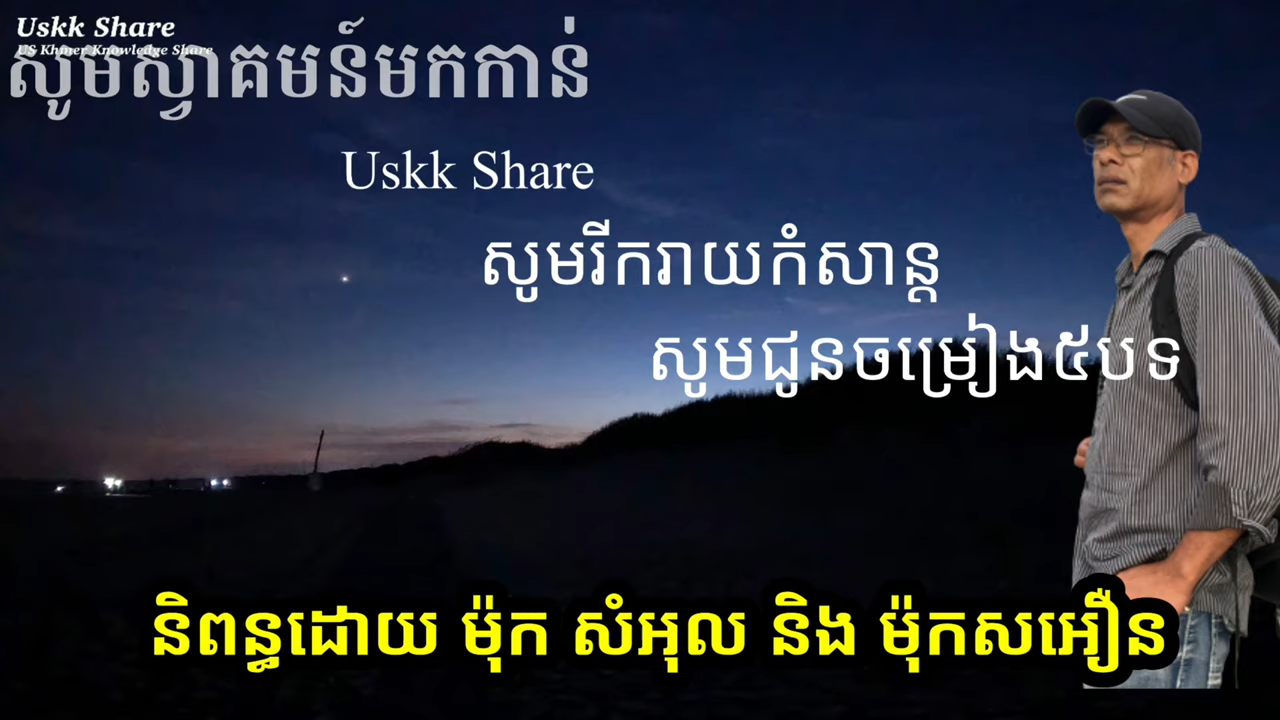 Uskk Share
US Khmer Knowledge Share
សូមស្វាគមន៍មកកាន់
Uskk Share
សូមរីករាយកំសាន្ត
សូមជូនចម្រៀង៥បទ
និពន្ធដោយ ម៉ុក សំអុល និង ម៉ុកសអឿន